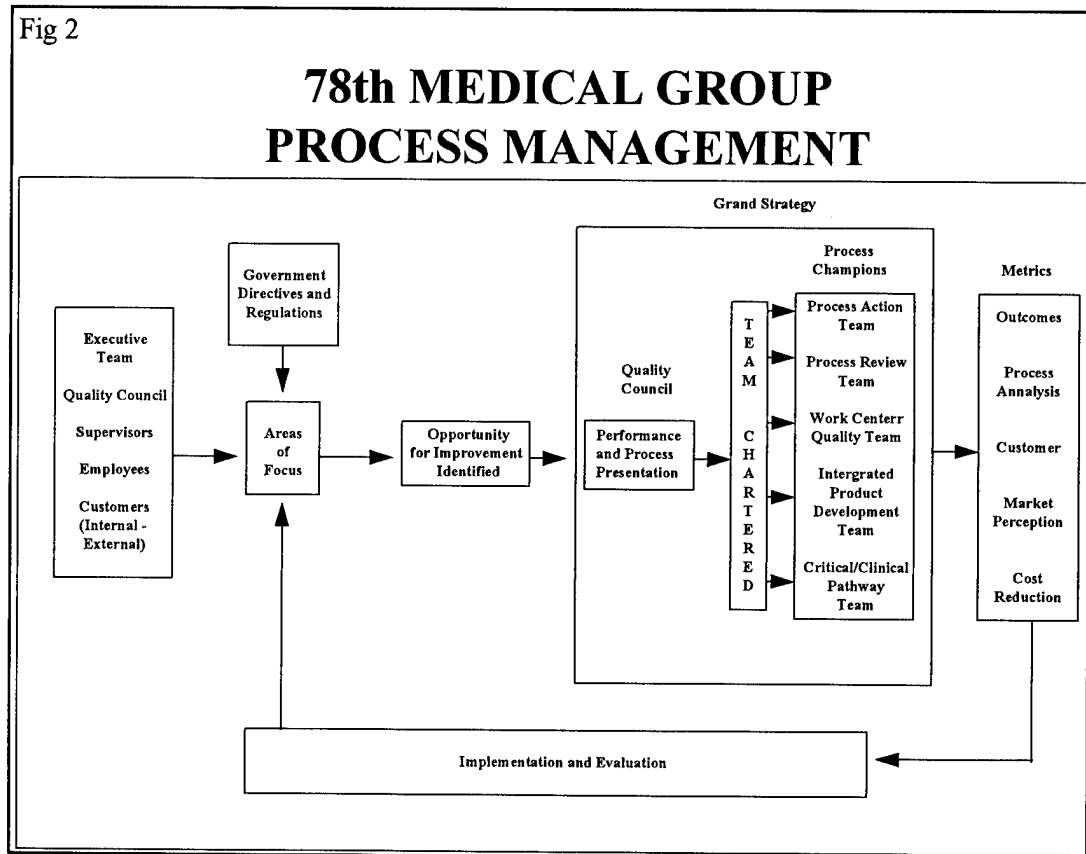 Fig 2
78th MEDICAL GROUP
PROCESS MANAGEMENT
Executive
Team
Quality Council
Supervisors
Employees
Customers
(Internal -
External)
Government
Directives and
Regulations
Areas
of
Focus
Opportunity
for Improvement
Identified
Grand Strategy
Quality
Council
Performance
and Process
Presentation
TEAM CHARTERED
Process
Champions
Process Action
Team
Process Review
Team
Work Centerr
Quality Team
Intergrated
Product
Development
Team
Critical/Clinical
Pathway
Team
Metrics
Outcomes
Process
Annalysis
Customer
Market
Perception
Cost
Reduction
Implementation and Evaluation